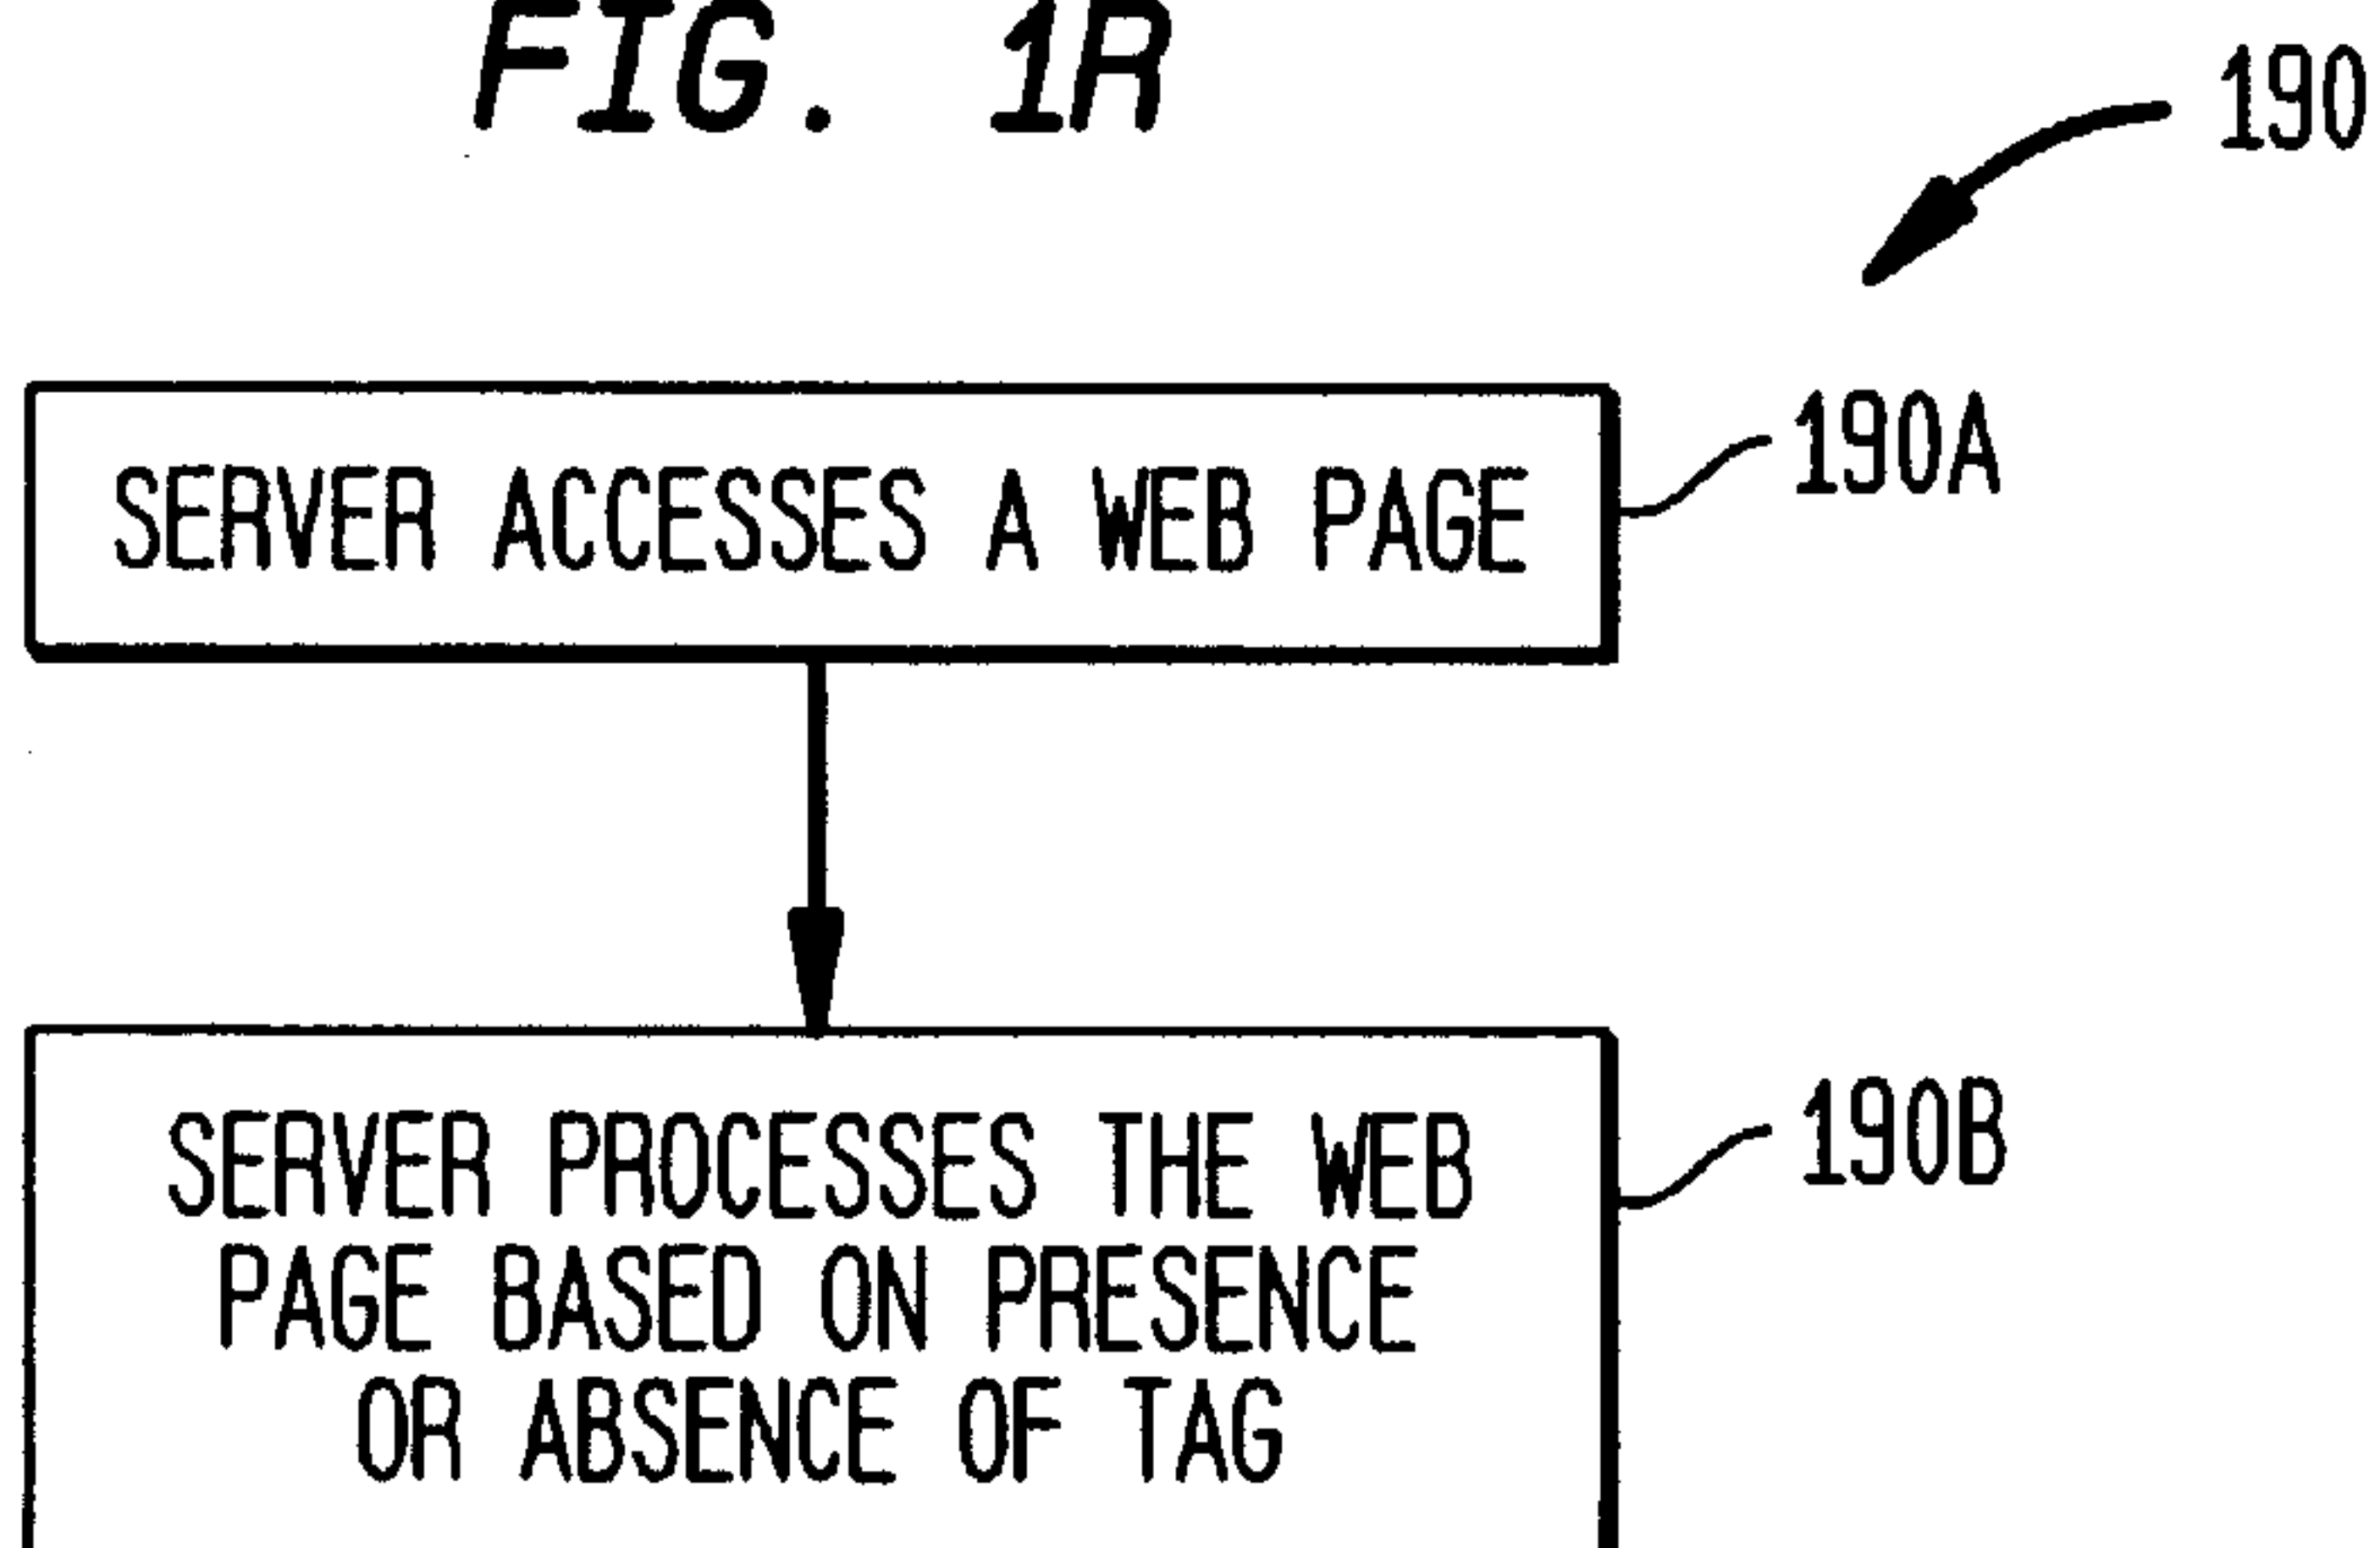 FIG. 1R
190
SERVER ACCESSES A WEB PAGE
190A
SERVER PROCESSES THE WEB
PAGE BASED ON PRESENCE
OR ABSENCE OF TAG
190B